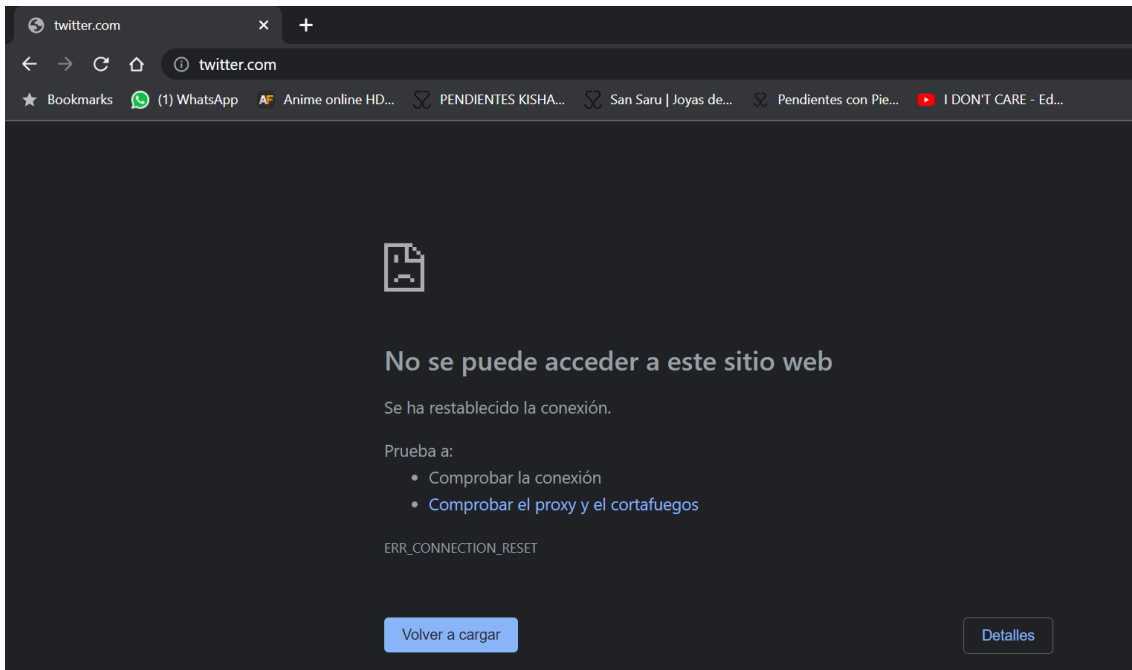 twitter.com
twitter.com
Bookmarks (1) WhatsApp AF Anime online HD... PENDIENTES KISHA... San Saru | Joyas de... Pendientes con Pie... I DON'T CARE - Ed...
No se puede acceder a este sitio web
Se ha restablecido la conexión.
Prueba a:
• Comprobar la conexión
• Comprobar el proxy y el cortafuegos
ERR_CONNECTION_RESET
Volver a cargar Detalles